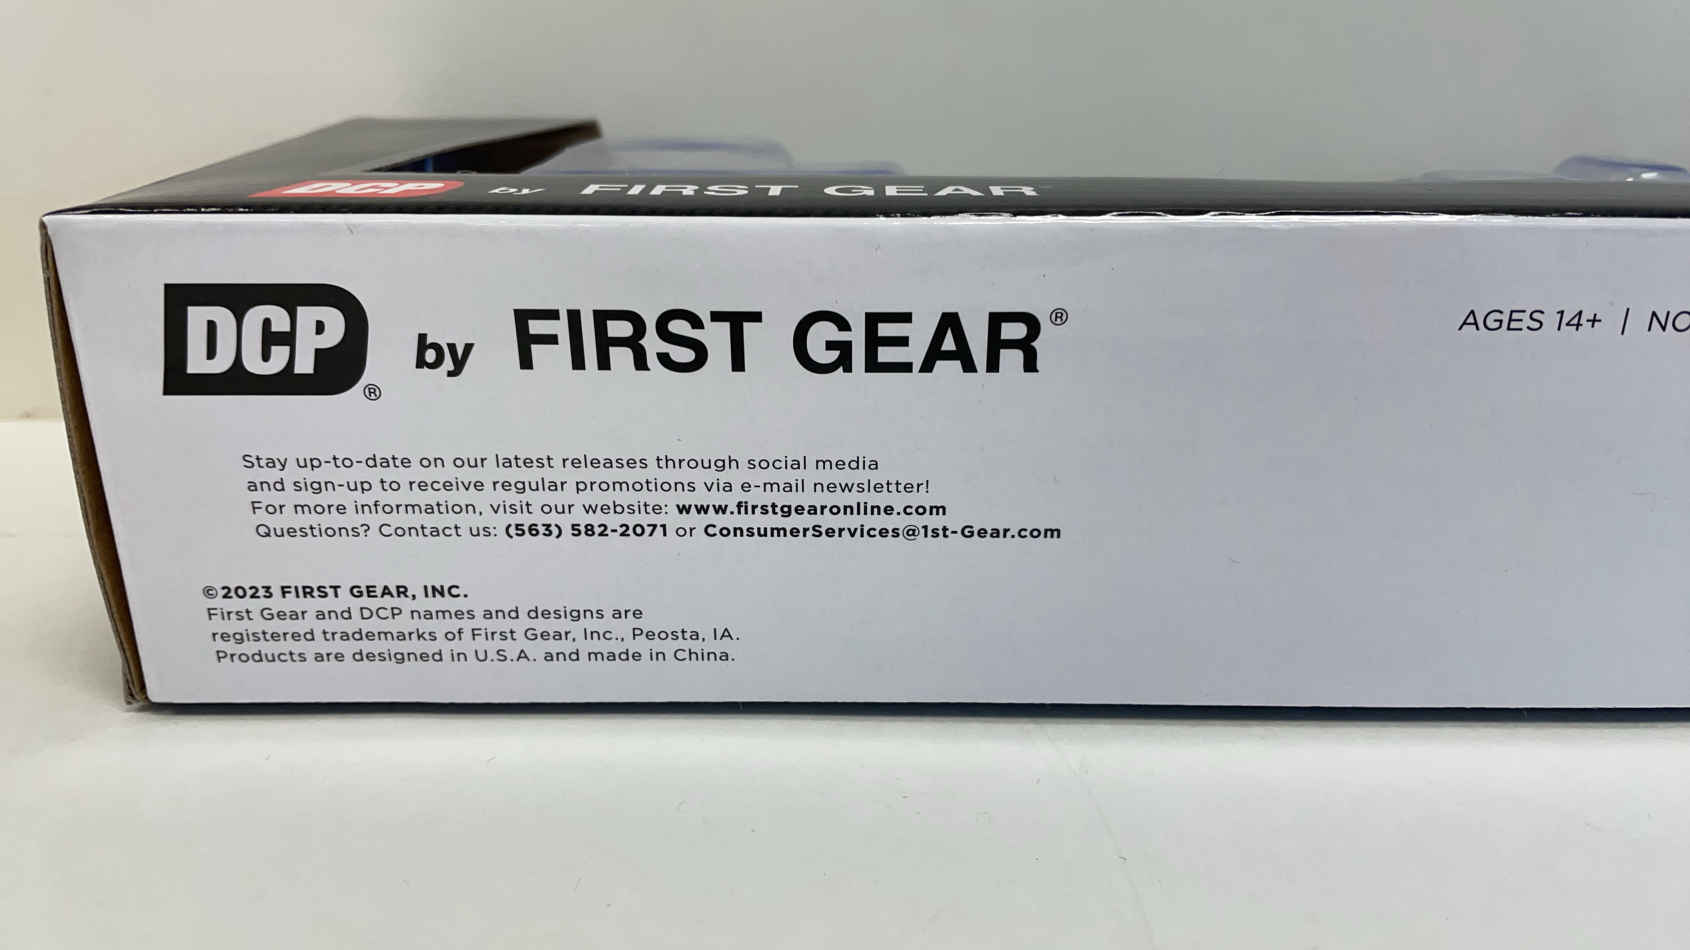 DCP by FIRST GEAR
DCP® by FIRST GEAR®
AGES 14+ | NO
Stay up-to-date on our latest releases through social media
and sign-up to receive regular promotions via e-mail newsletter!
For more information, visit our website: www.firstgearonline.com
Questions? Contact us: (563) 582-2071 or ConsumerServices@1st-Gear.com
©2023 FIRST GEAR, INC.
First Gear and DCP names and designs are
registered trademarks of First Gear, Inc., Peosta, IA.
Products are designed in U.S.A. and made in China.